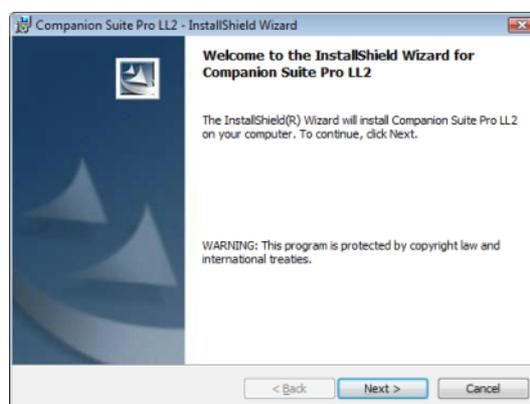 Companion Suite Pro LL2 - InstallShield Wizard
Welcome to the InstallShield Wizard for
Companion Suite Pro LL2
The InstallShield(R) Wizard will install Companion Suite Pro LL2
on your computer. To continue, click Next.
WARNING: This program is protected by copyright law and
international treaties.
< Back Next > Cancel